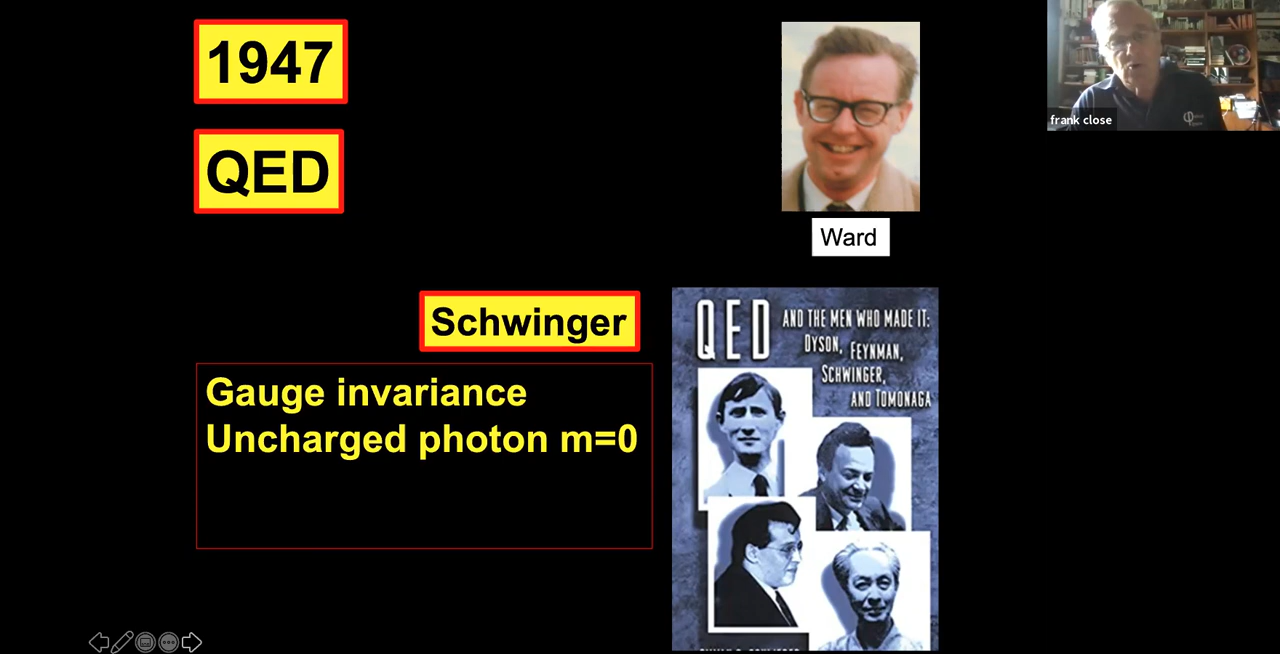 1947
QED
Ward
frank close
Schwinger
Gauge invariance
Uncharged photon m=0
QED
AND THE MEN WHO MADE IT:
DYSON, FEYNMAN,
SCHWINGER,
AND TOMONAGA